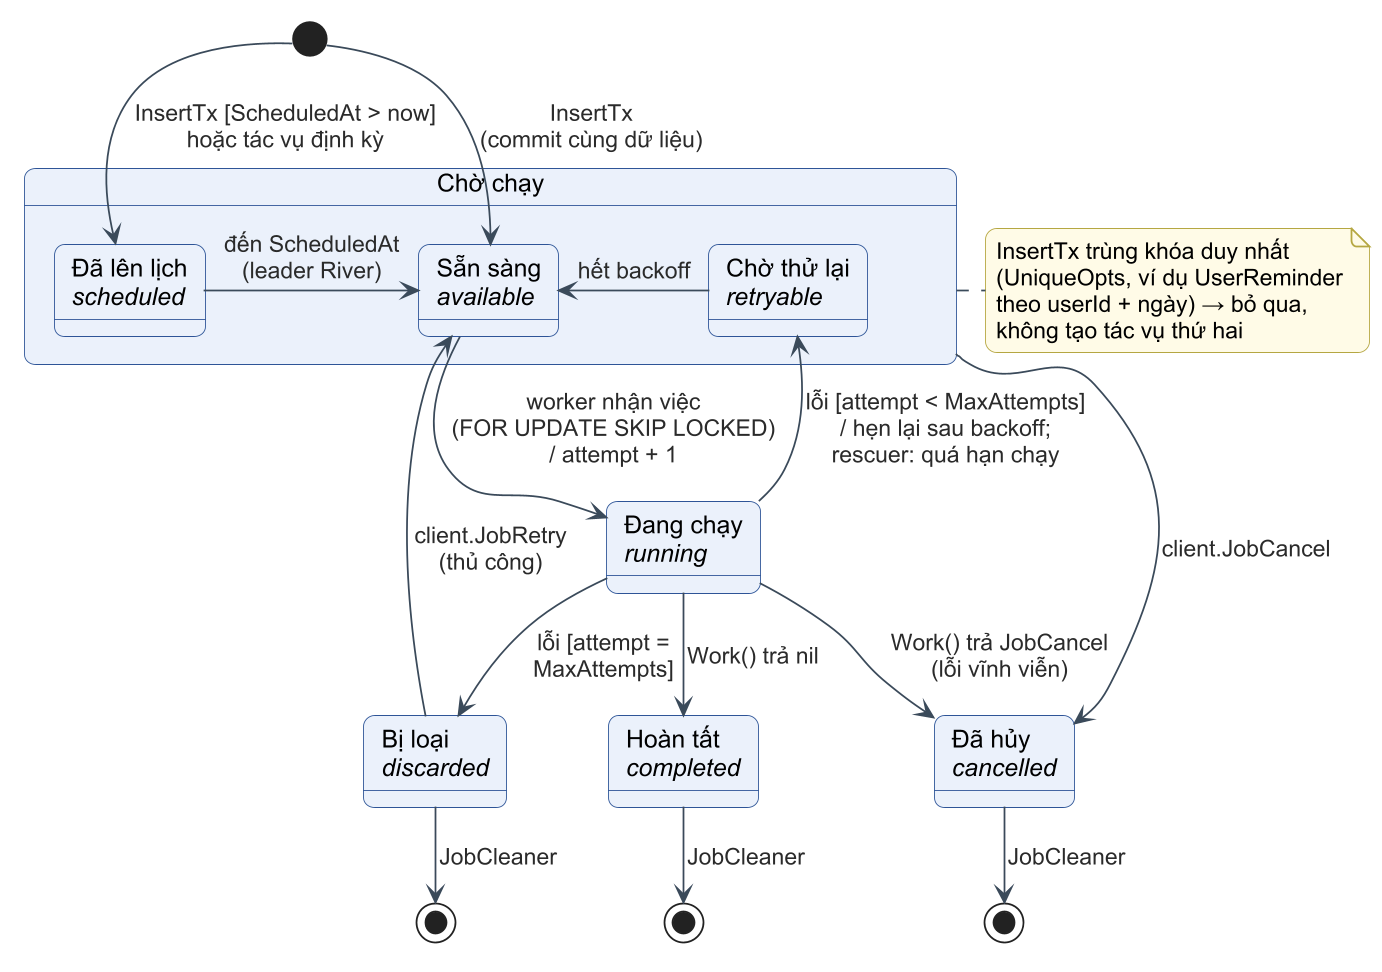 InsertTx [ScheduledAt > now]
hoặc tác vụ định kỳ
InsertTx
(commit cùng dữ liệu)
Chờ chạy
Đã lên lịch
scheduled
đến ScheduledAt
(leader River)
Sẵn sàng
available
hết backoff
Chờ thử lại
retryable
InsertTx trùng khóa duy nhất
(UniqueOpts, ví dụ UserReminder
theo userId + ngày) → bỏ qua,
không tạo tác vụ thứ hai
worker nhận việc
(FOR UPDATE SKIP LOCKED)
/ attempt + 1
lỗi [attempt < MaxAttempts]
/ hẹn lại sau backoff;
rescuer: quá hạn chạy
client.JobRetry
(thủ công)
Đang chạy
running
client.JobCancel
lỗi [attempt =
MaxAttempts]
Work() trả nil
Work() trả JobCancel
(lỗi vĩnh viễn)
Bị loại
discarded
Hoàn tất
completed
Đã hủy
cancelled
JobCleaner
JobCleaner
JobCleaner